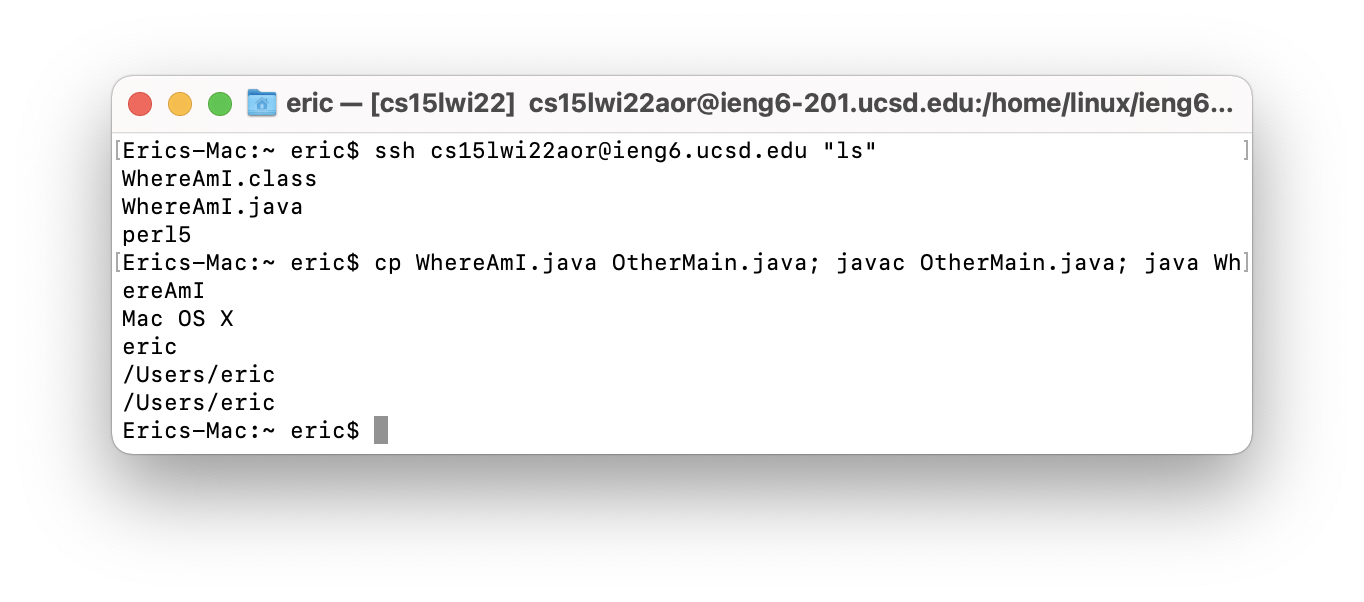 eric — [cs15lwi22] cs15lwi22aor@ieng6-201.ucsd.edu:/home/linux/ieng6...
[Erics-Mac:~ eric$ ssh cs15lwi22aor@ieng6.ucsd.edu "ls" ]
WhereAmI.class
WhereAmI.java
perl5
[Erics-Mac:~ eric$ cp WhereAmI.java OtherMain.java; javac OtherMain.java; java Wh]
ereAmI
Mac OS X
eric
/Users/eric
/Users/eric
Erics-Mac:~ eric$